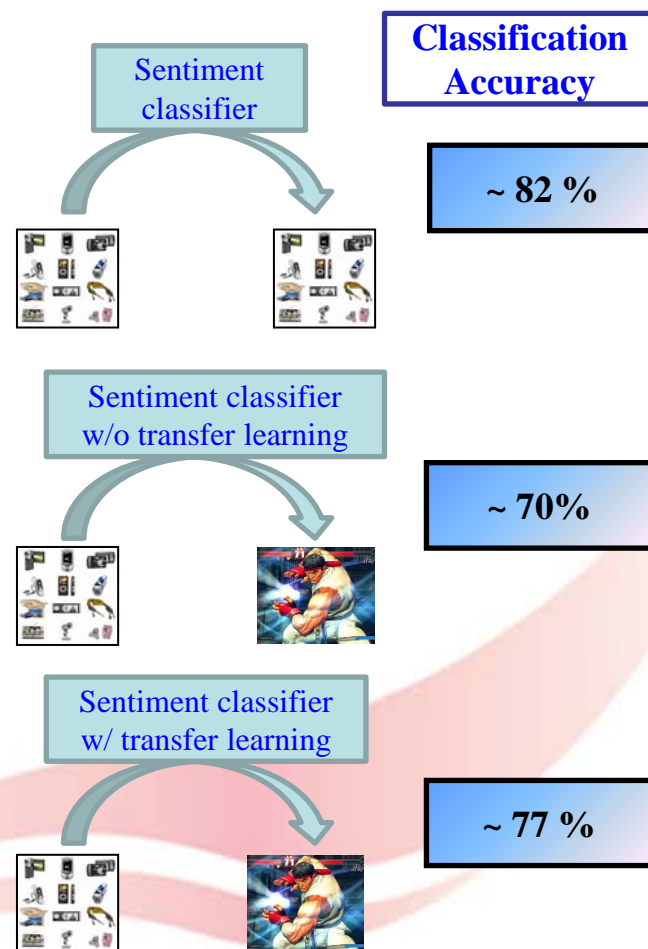 Classification
Accuracy
Sentiment
classifier
~ 82 %
Sentiment classifier
w/o transfer learning
~ 70%
Sentiment classifier
w/ transfer learning
~ 77 %